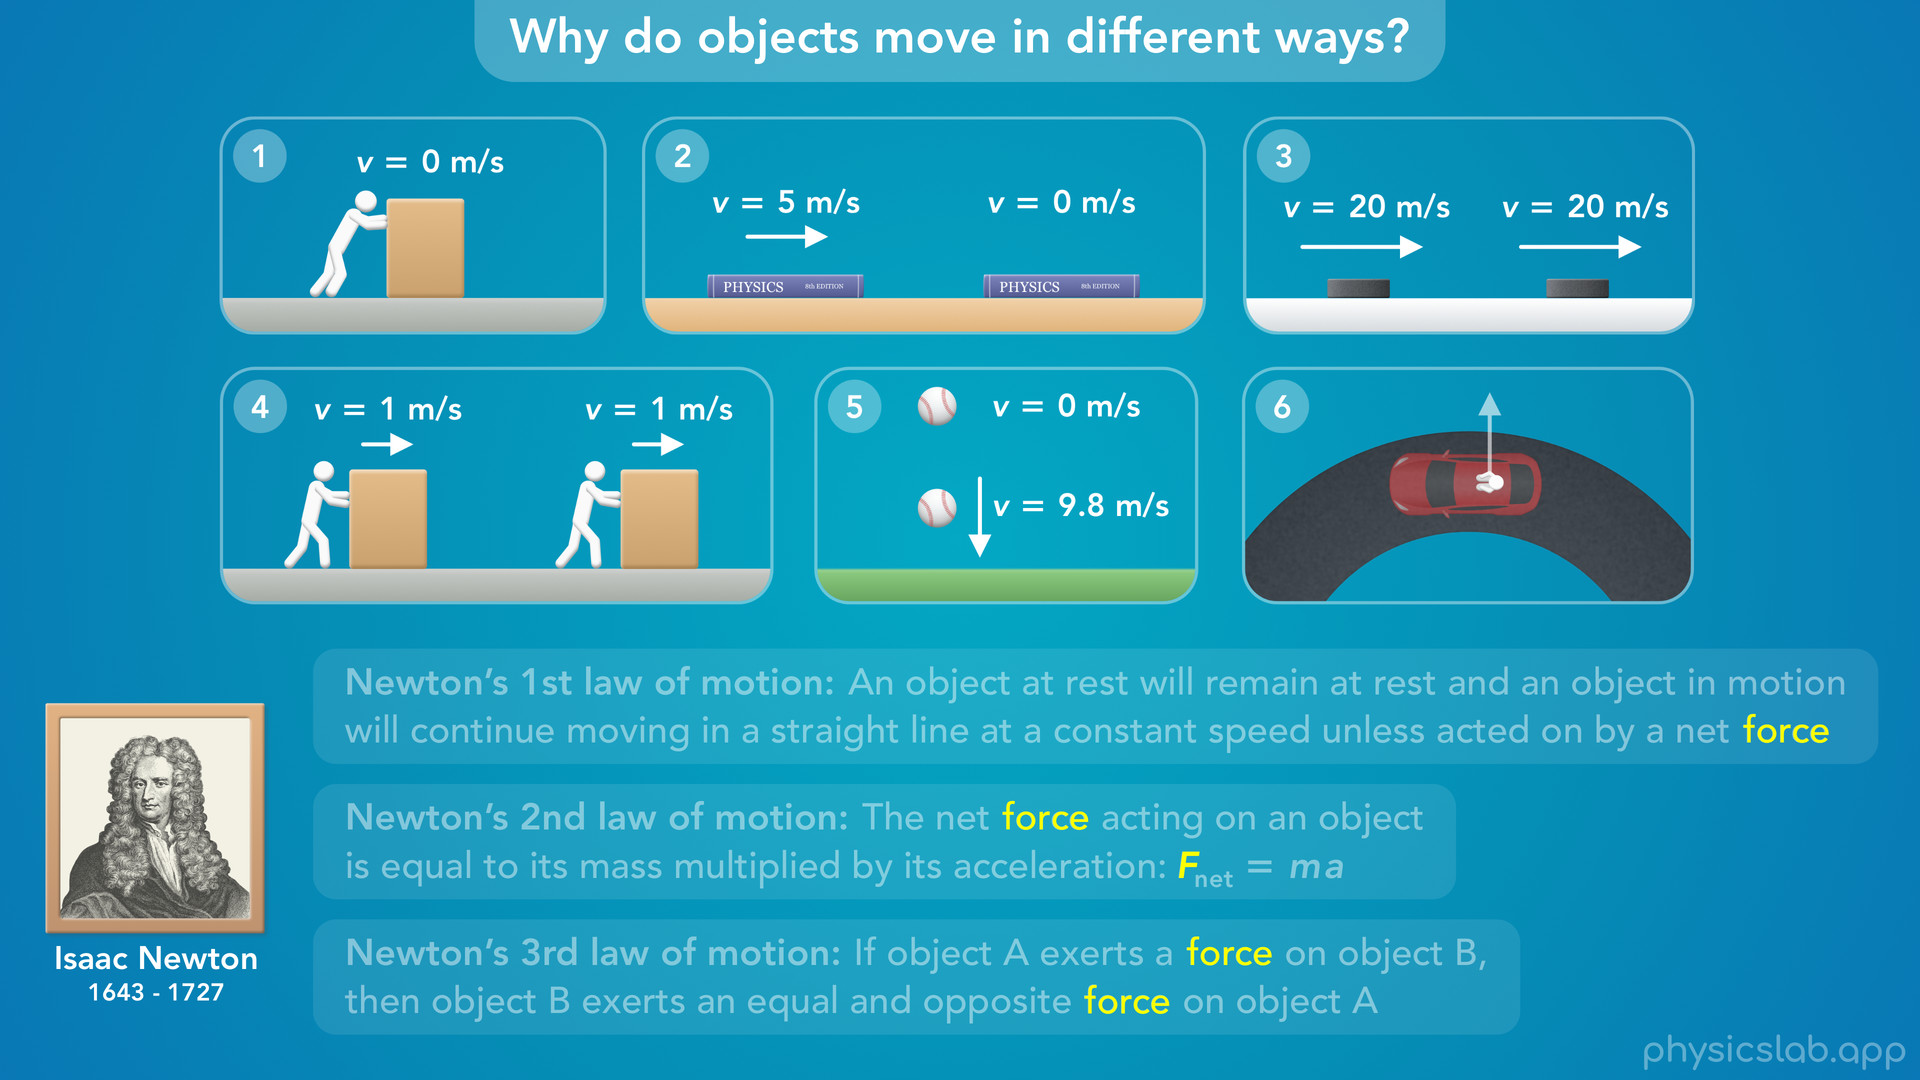 Why do objects move in different ways?
1
v = 0 m/s
2
v = 5 m/s
v = 0 m/s
PHYSICS 8th EDITION
PHYSICS 8th EDITION
3
v = 20 m/s
v = 20 m/s
4
v = 1 m/s
v = 1 m/s
5
v = 0 m/s
v = 9.8 m/s
6
Newton’s 1st law of motion: An object at rest will remain at rest and an object in motion
will continue moving in a straight line at a constant speed unless acted on by a net force
Newton’s 2nd law of motion: The net force acting on an object
is equal to its mass multiplied by its acceleration: Fnet = ma
Newton’s 3rd law of motion: If object A exerts a force on object B,
then object B exerts an equal and opposite force on object A
Isaac Newton
1643 - 1727
physicslab.app